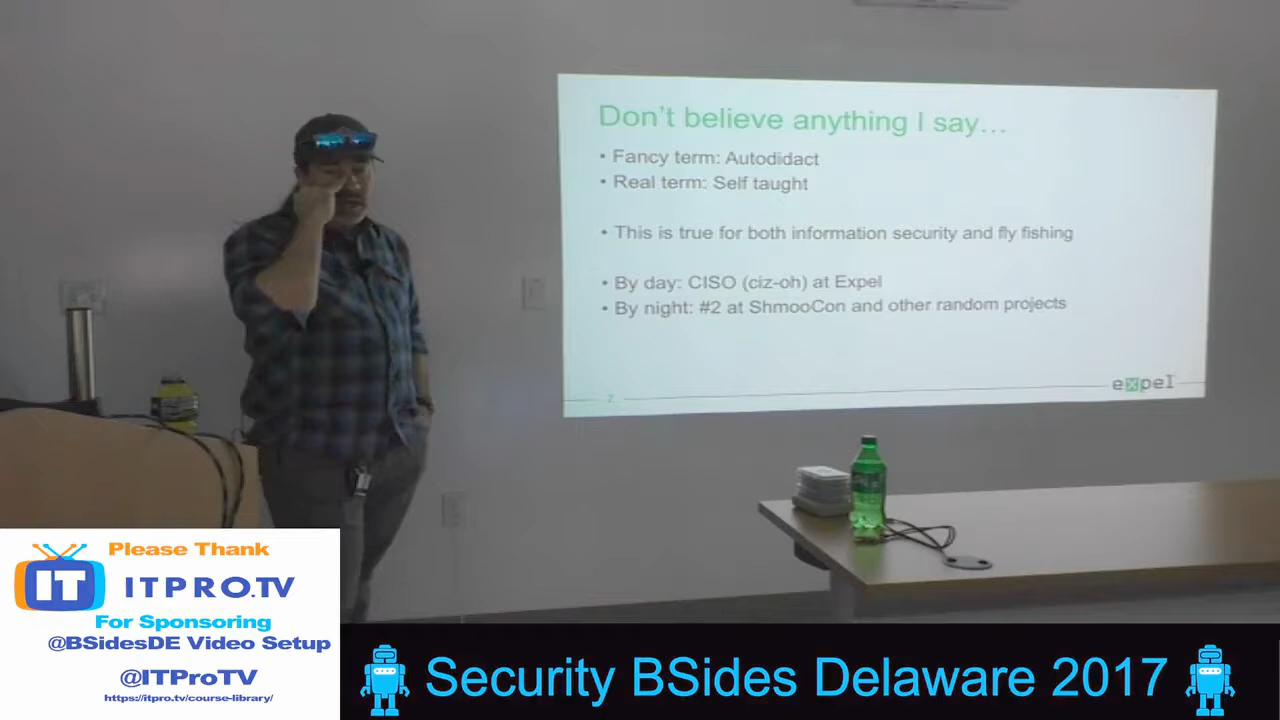 Don't believe anything I say…
• Fancy term: Autodidact
• Real term: Self taught
• This is true for both information security and fly fishing
• By day: CISO (ciz-oh) at Expel
• By night: #2 at ShmooCon and other random projects
expel
Please Thank
IT ITPRO.TV
For Sponsoring
@BSidesDE Video Setup
@ITProTV
https://itpro.tv/course-library/
Security BSides Delaware 2017